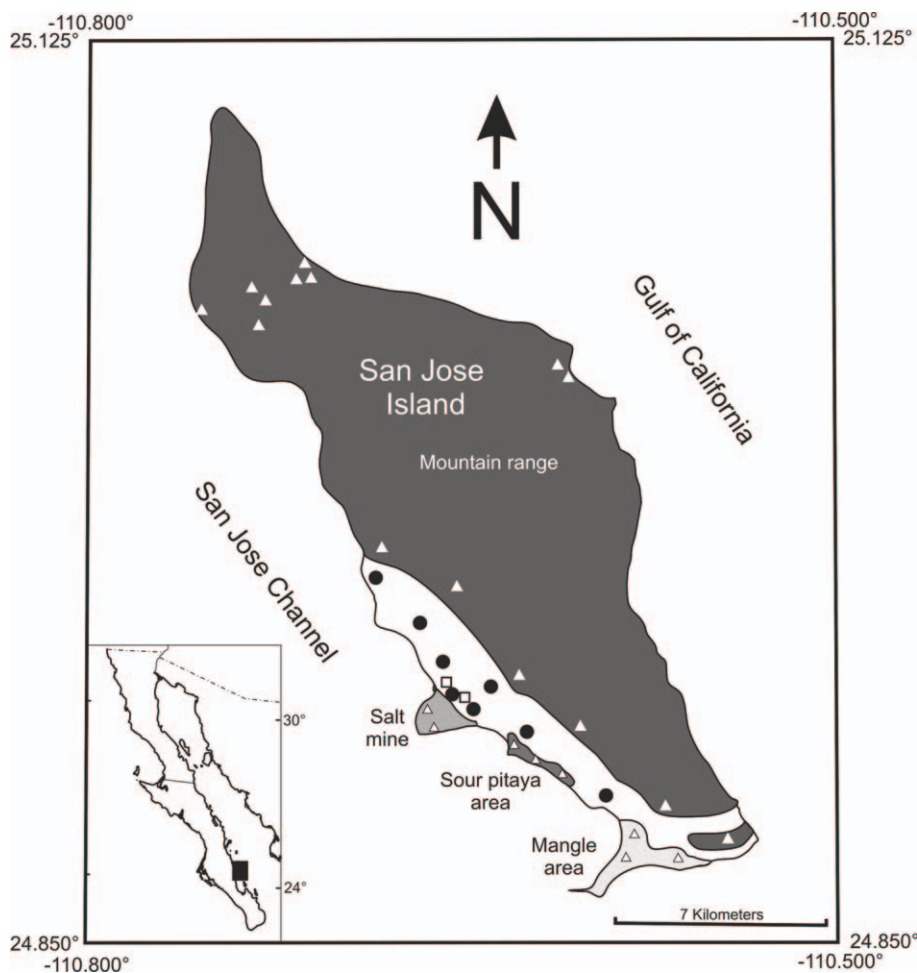 -110.800°
-110.500°
25.125°
25.125°
N
Gulf of California
San Jose
Island
Mountain range
San Jose Channel
30°
Salt
mine
Sour pitaya
area
Mangle
area
24°
7 Kilometers
24.850°
24.850°
-110.800°
-110.500°